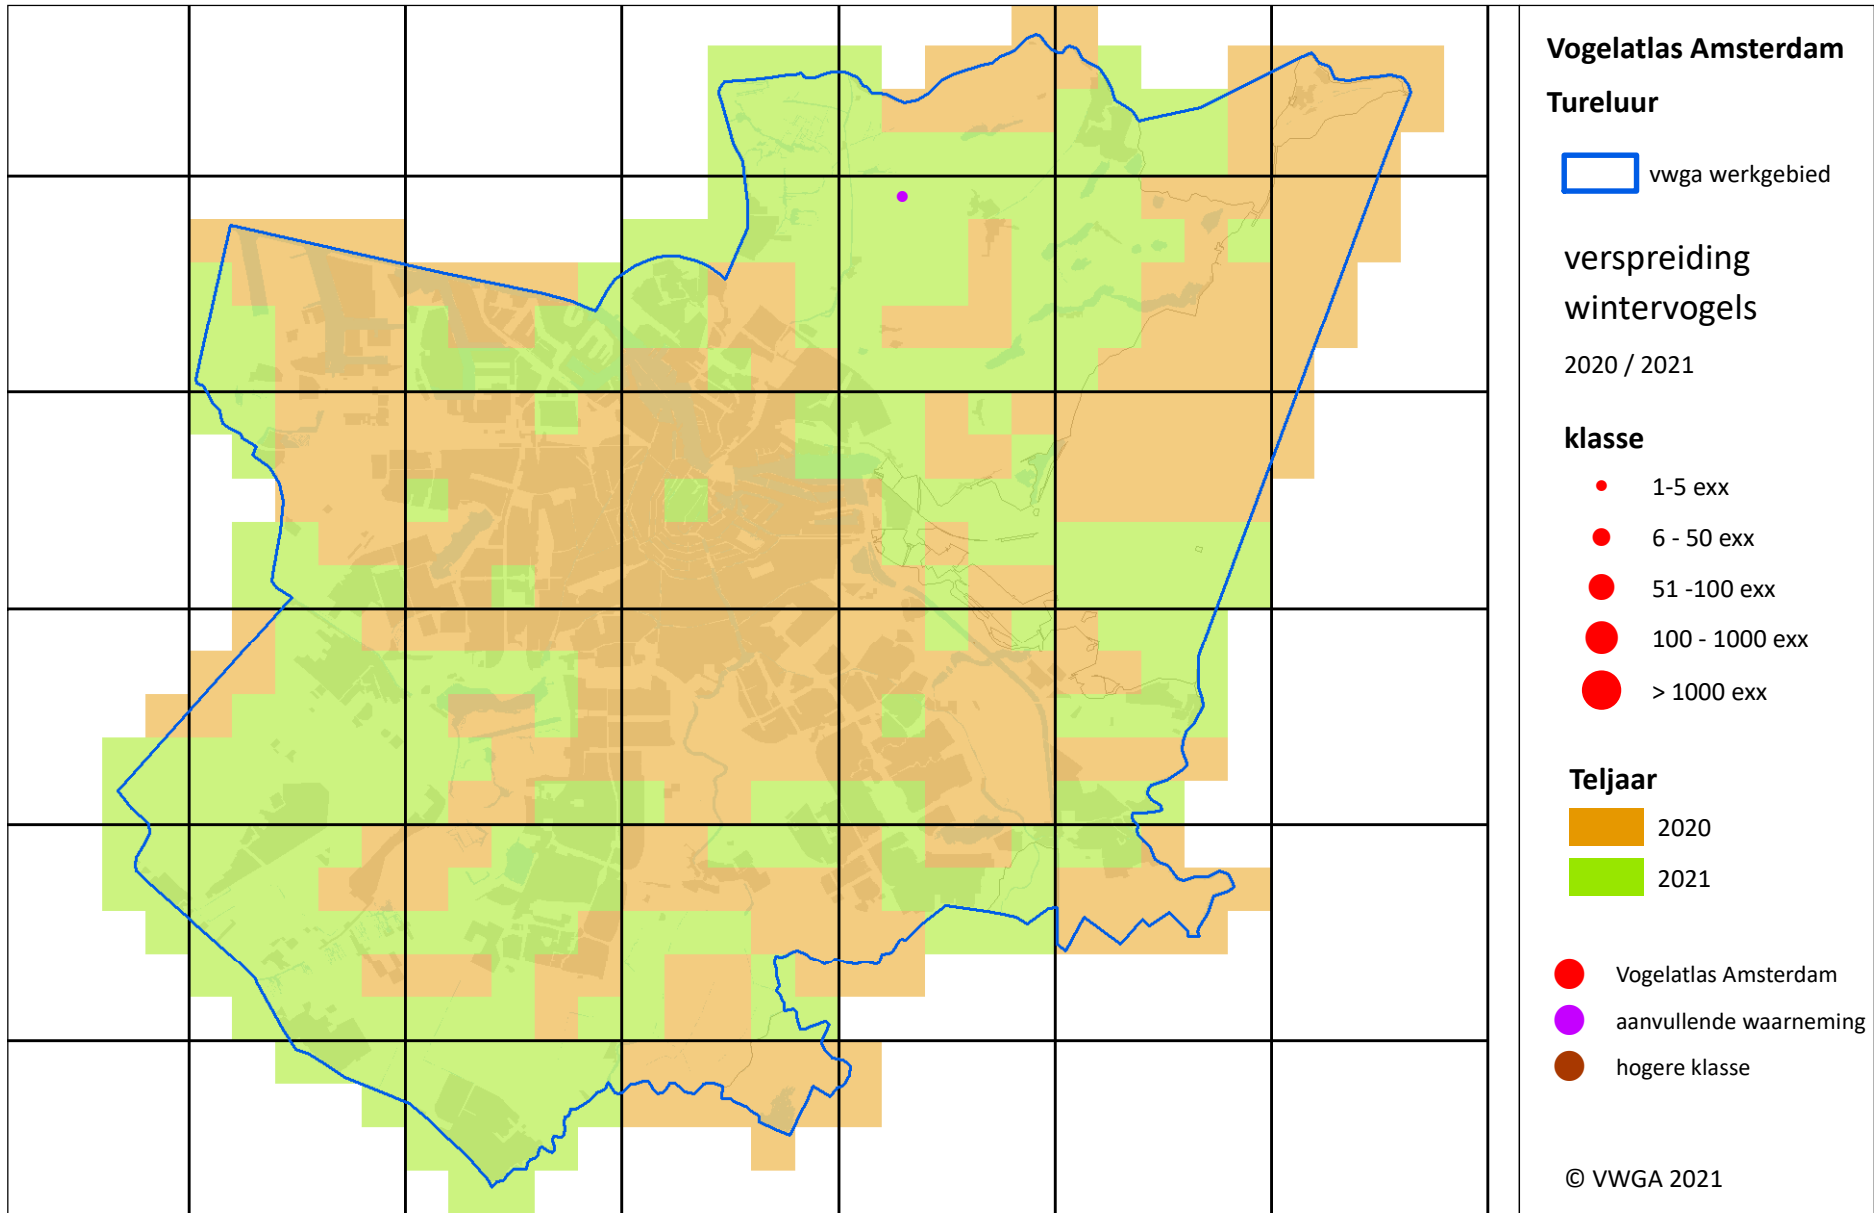 Vogelatlas Amsterdam
Tureluur
vwga werkgebied
verspreiding
wintervogels
2020 / 2021
klasse
1-5 exx
6 - 50 exx
51 -100 exx
100 - 1000 exx
> 1000 exx
Teljaar
2020
2021
Vogelatlas Amsterdam
aanvullende waarneming
hogere klasse
© VWGA 2021